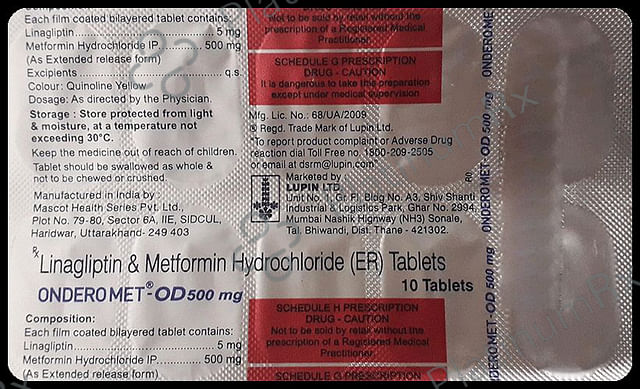 Each film coated bilayered tablet contains:
Linagliptin 5 mg
Metformin Hydrochloride IP. 500 mg
(As Extended release form)
Excipients q.s.
Colour: Quinoline Yellow
Dosage: As directed by the Physician.
Storage : Store protected from light
& moisture, at a temperature not
exceeding 30°C.
Keep the medicine out of reach of children.
Tablet should be swallowed as whole &
not to be chewed or crushed.
Manufactured in India by :
Mascot Health Series Pvt. Ltd.,
Plot No. 79-80, Sector 6A, IIE, SIDCUL,
Haridwar, Uttarakhand- 249 403
Not to be sold by retail without the
prescription of a Registered Medical
Practitioner.
SCHEDULE G PRESCRIPTION
DRUG - CAUTION
It is dangerous to take this preparation
except under medical supervision
Mfg. Lic. No.: 68/UA/2009
® Regd. Trade Mark of Lupin Ltd.
"To report product complaint or Adverse Drug
reaction dial Toll Free no. 1800-209-2505
or email at dsrm@lupin.com"
Marketed by
LUPIN LTD.
Unit No. 1, Gr. Fl, Bldg No. A3, Shiv Shanti
Industrial & Logistics Park, Ghar No. 2994,
Mumbai Nashik Highway (NH3) Sonale,
Tal. Bhiwandi, Dist. Thane - 421302.
Rx Linagliptin & Metformin Hydrochloride (ER) Tablets
ONDEROMET®-OD 500 mg 10 Tablets
Composition:
Each film coated bilayered tablet contains:
Linagliptin 5 mg
Metformin Hydrochloride IP. 500 mg
(As Extended release form)
SCHEDULE H PRESCRIPTION
DRUG - CAUTION
Not to be sold by retail without the
prescription of a Registered Medical
Practitioner.
SCHEDULE G PRESCRIPTION
ONDEROMET-OD 500 mg
ONDEROMET-OD 500 mg